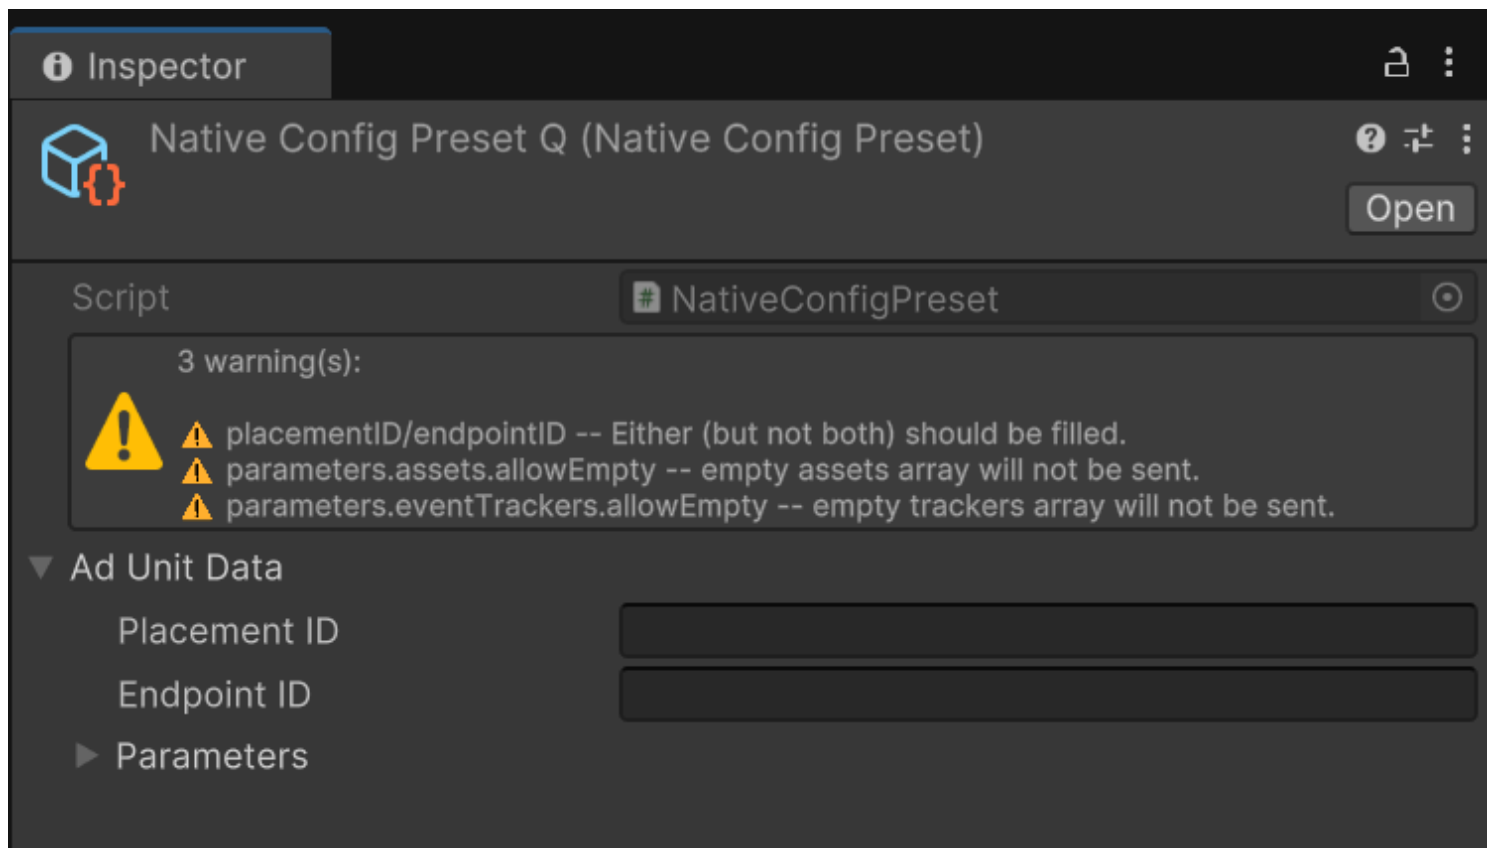 Inspector
Native Config Preset Q (Native Config Preset)
Open
Script
# NativeConfigPreset
3 warning(s):
placementID/endpointID -- Either (but not both) should be filled.
parameters.assets.allowEmpty -- empty assets array will not be sent.
parameters.eventTrackers.allowEmpty -- empty trackers array will not be sent.
Ad Unit Data
Placement ID
Endpoint ID
Parameters